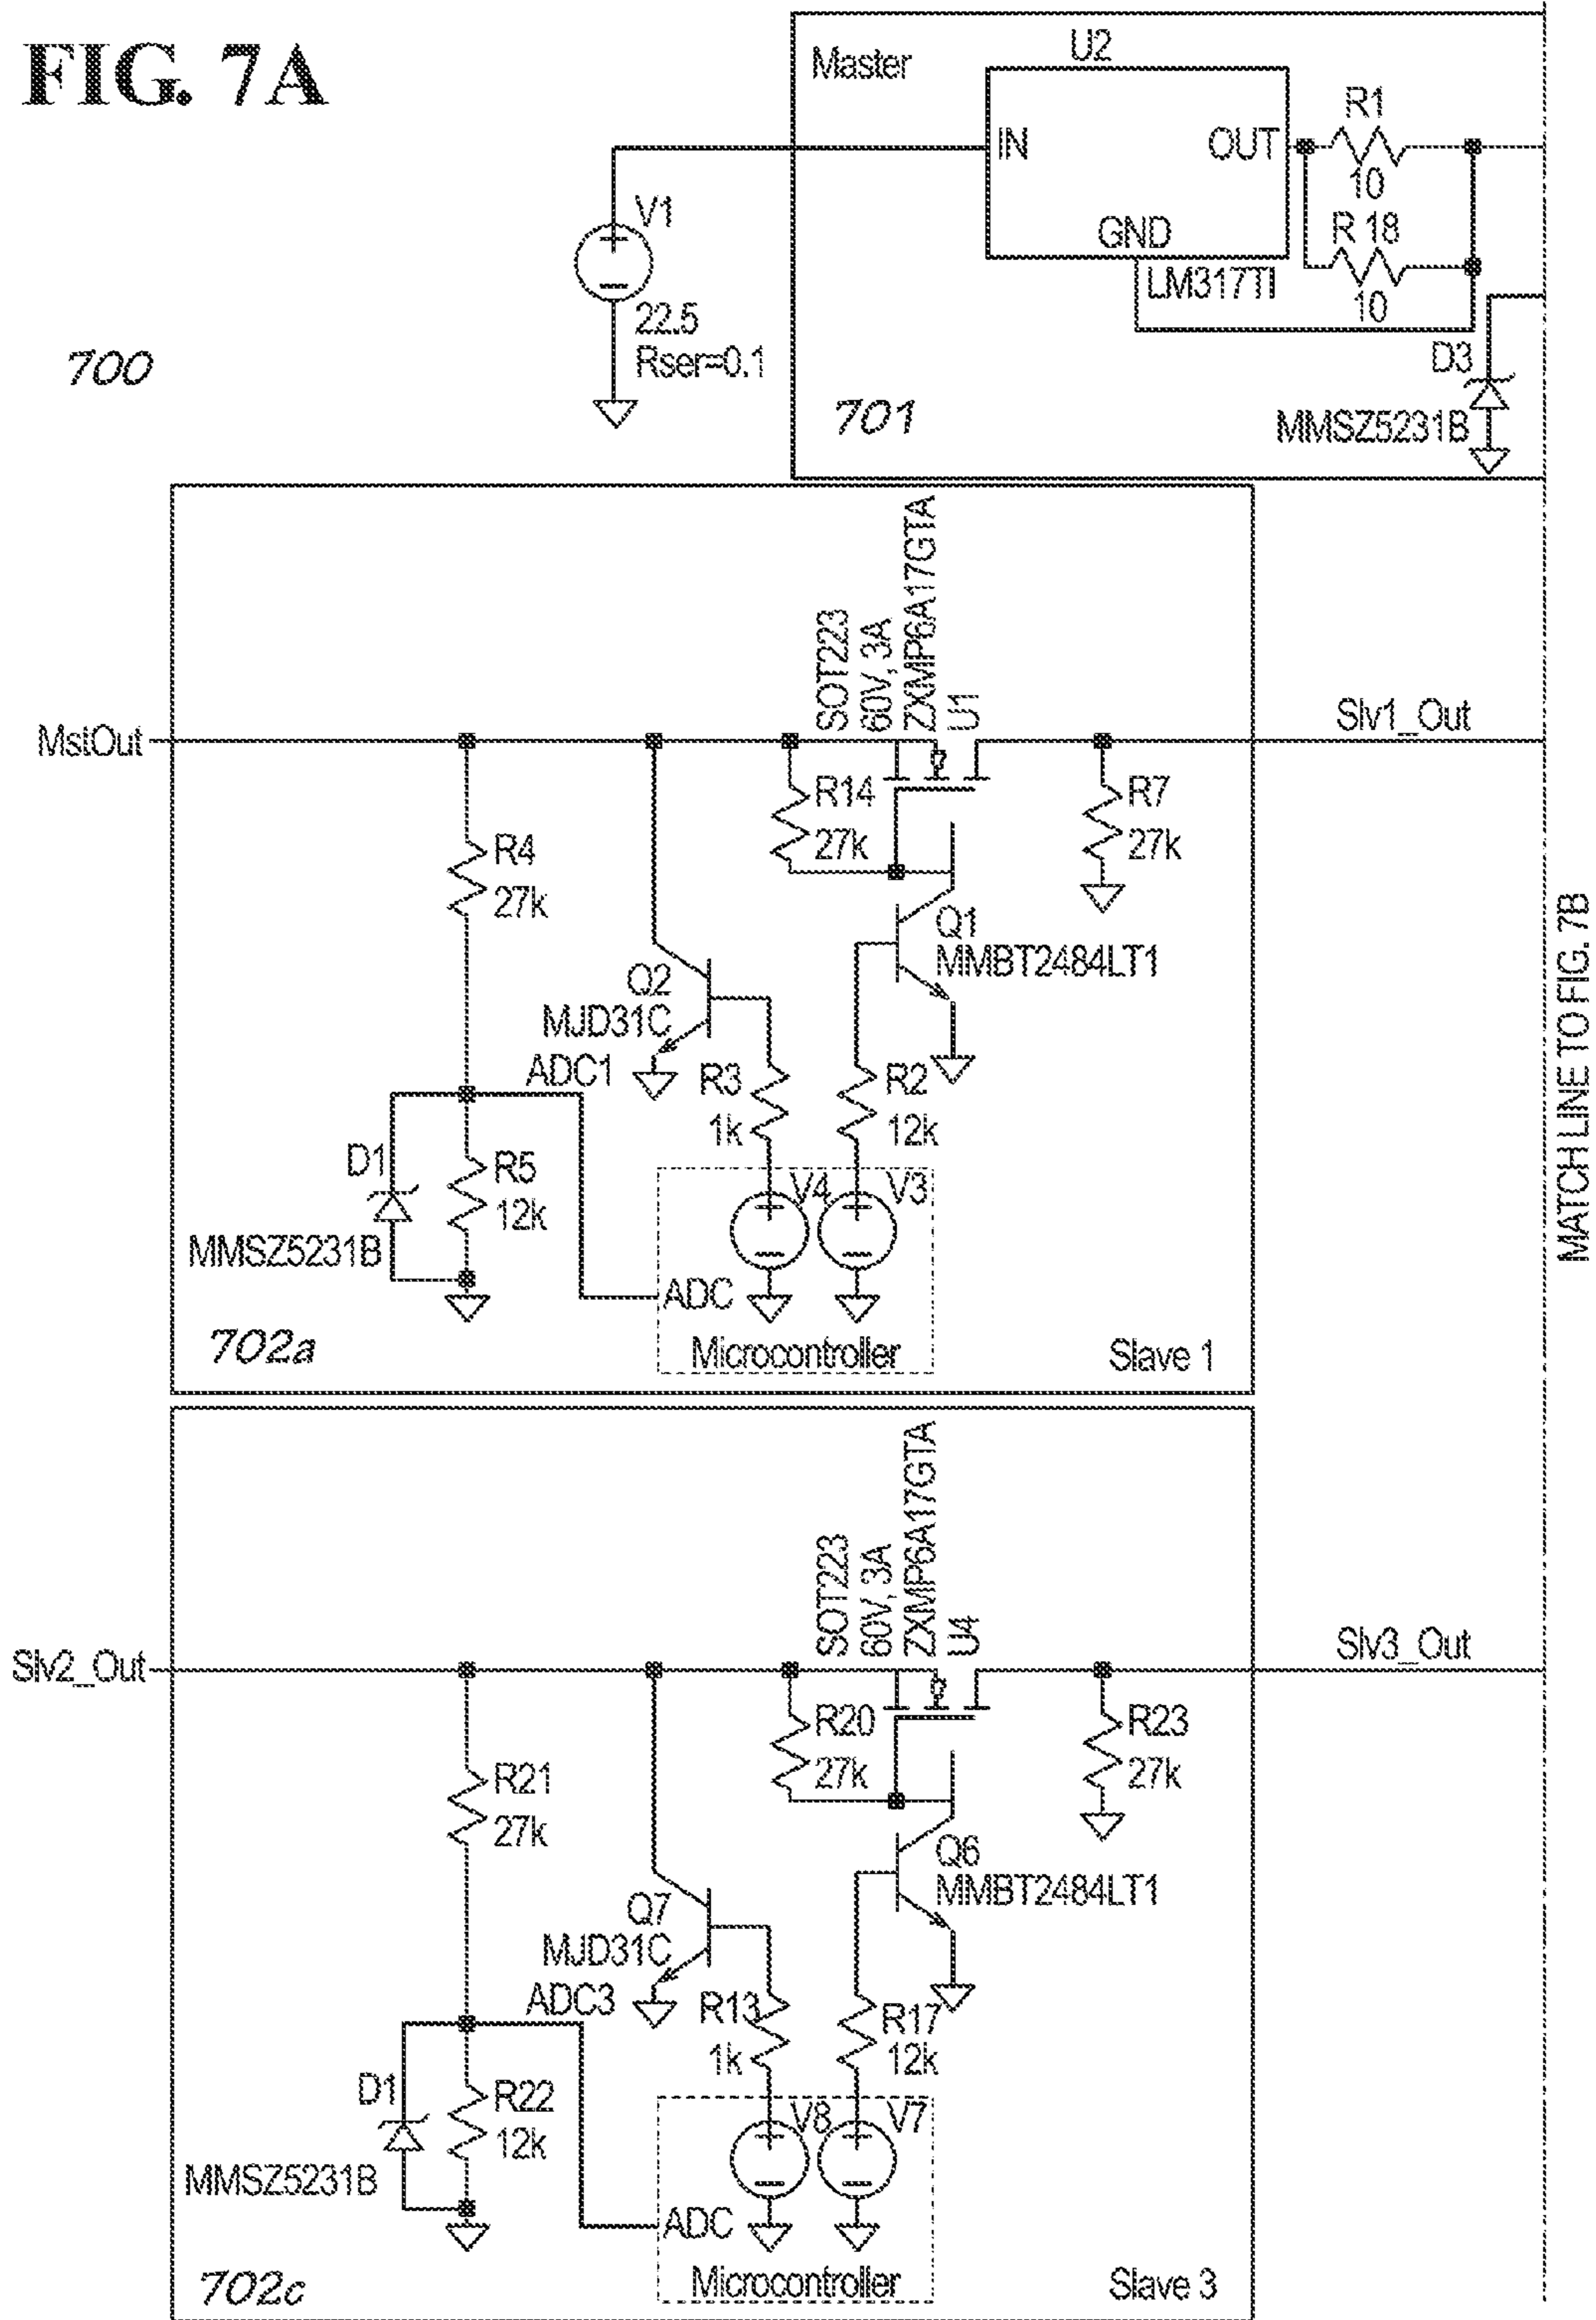 FIG. 7A
700
Master
U2
IN
OUT
GND
LM317TI
R1
10
R 18
10
V1
22.5
Rser=0.1
D3
MMSZ5231B
701
MstOut
SOT223
60V, 3A
ZXMP6A17GTA
U1
Slv1_Out
R14
27k
R7
27k
R4
27k
Q1
MMBT2484LT1
Q2
MJD31C
ADC1
R3
1k
R2
12k
D1
MMSZ5231B
R5
12k
V4
V3
ADC
Microcontroller
702a
Slave 1
Slv2_Out
SOT223
60V, 3A
ZXMP6A17GTA
U4
Slv3_Out
R20
27k
R23
27k
R21
27k
Q6
MMBT2484LT1
Q7
MJD31C
ADC3
R13
1k
R17
12k
D1
MMSZ5231B
R22
12k
V8
V7
ADC
Microcontroller
702c
Slave 3
MATCH LINE TO FIG. 7B